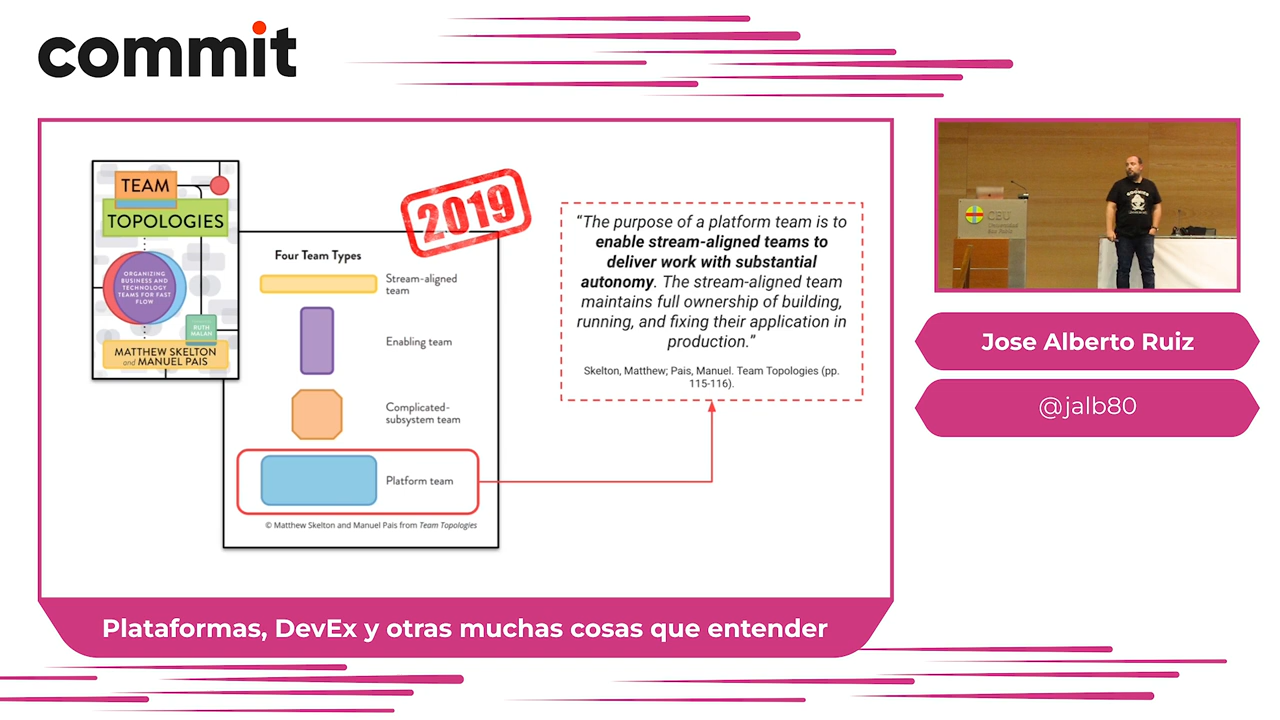 commit
TEAM
TOPOLOGIES
ORGANIZING
BUSINESS AND
TECHNOLOGY
TEAMS FOR FAST
FLOW
RUTH
MALAN
MATTHEW SKELTON
and MANUEL PAIS
2019
Four Team Types
Stream-aligned
team
Enabling team
Complicated-
subsystem team
Platform team
© Matthew Skelton and Manuel Pais from Team Topologies
“The purpose of a platform team is to
enable stream-aligned teams to
deliver work with substantial
autonomy. The stream-aligned team
maintains full ownership of building,
running, and fixing their application in
production.”
Skelton, Matthew; Pais, Manuel. Team Topologies (pp.
115-116).
CEU
Jose Alberto Ruiz
@jalb80
Plataformas, DevEx y otras muchas cosas que entender